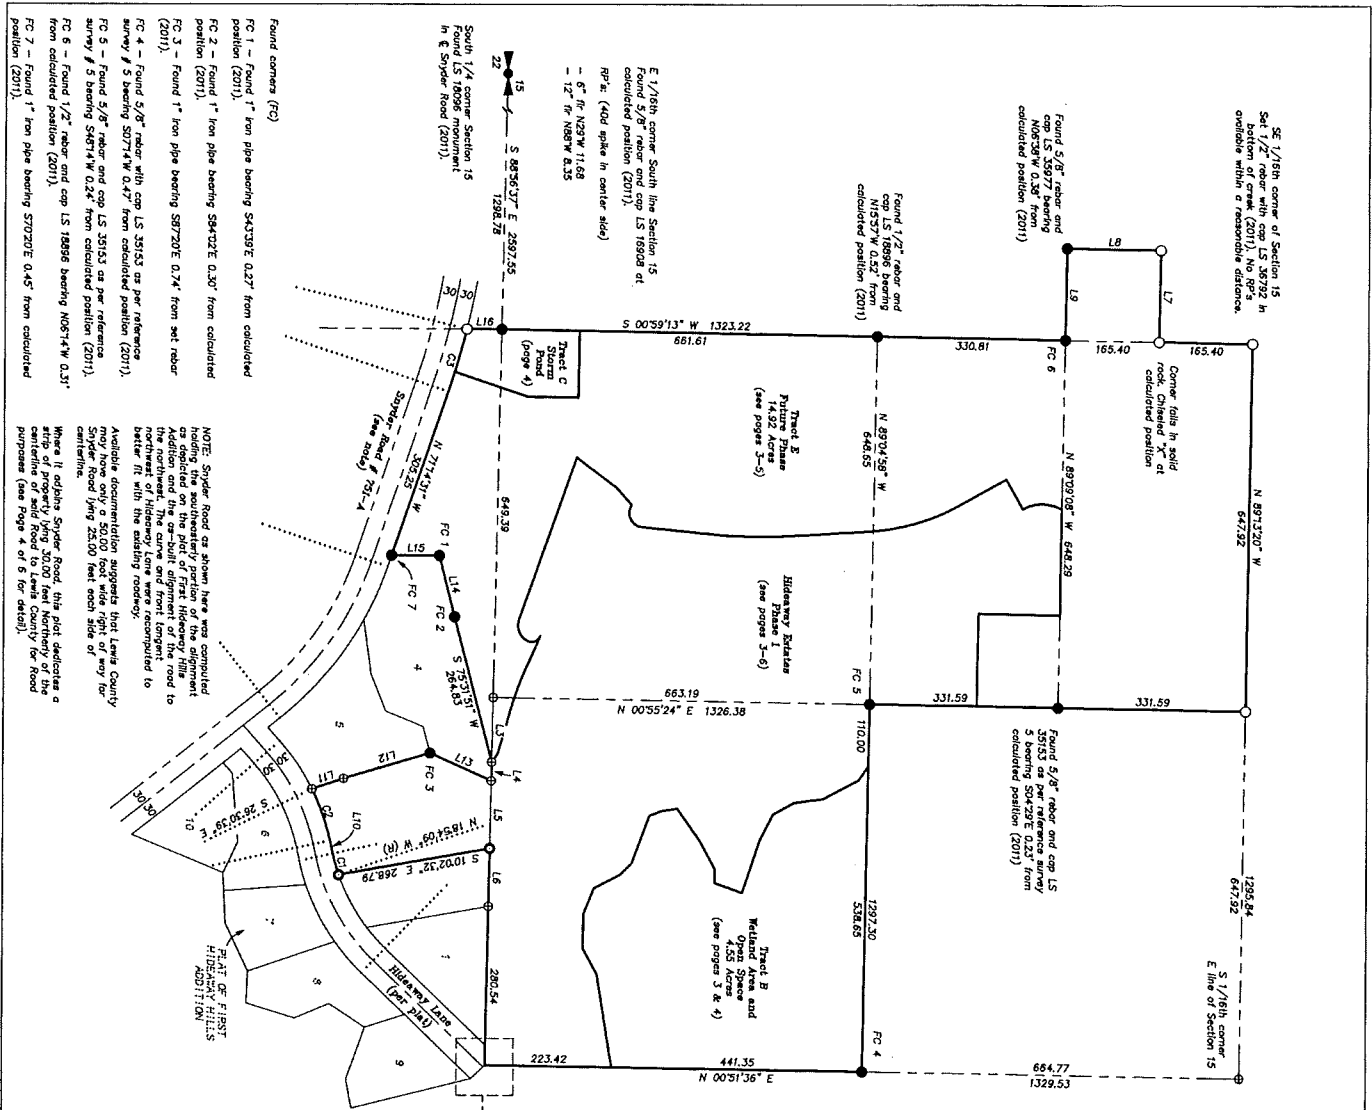 SE 1/16th corner of Section 15
Set 1/2" rebar with cap LS 36792 in
bottom of creek (2011). No RP's
available within a reasonable distance.
Found 5/8" rebar and
cap LS 35977 bearing
N06°38'W 0.38' from
calculated position (2011)
L8
L7
L9
FC 6
165.40
165.40
Corner falls in solid
rock. Chiseled "X" at
calculated position
N 89°13'20" W
647.92
1295.84
647.92
S 1/16th corner
E line of Section 15
E 1/16th corner South line Section 15
Found 5/8" rebar and cap LS 16908 at
calculated position (2011).
RP's: (40d spike in center side)
- 6" fir N29°W 11.68
- 12" fir N88°W 8.35
Found 1/2" rebar and
cap LS 18896 bearing
N15°57'W 0.52' from
calculated position (2011)
S 00°59'13" W 1323.22
661.61
330.81
N 89°09'08" W 648.29
N 89°04'58" W
648.65
Tract E
Future Phase
14.92 Acres
(see pages 3-5)
331.59
331.59
Found 5/8" rebar and cap LS
35153 as per reference survey
5 bearing S04°29'E 0.23' from
calculated position (2011)
15
22
South 1/4 corner Section 15
Found LS 18096 monument
in ℄ Snyder Road (2011).
S 88°56'37" E 2597.55
1298.78
L16
30
30
C3
Tract C
Storm
Pond
(page 4)
649.39
Hideaway Estates
Phase 1
(see pages 3-6)
FC 5
663.19
N 00°55'24" E 1326.38
110.00
1297.30
538.65
Tract B
Wetland Area and
Open Space
4.55 Acres
(see pages 3 & 4)
FC 4
664.77
1329.53
441.35
N 00°51'36" E
223.42
N 71°14'31" W
305.25
Snyder Road # 701-A
(see note)
L15
FC 1
L14
FC 2
FC 7
S 75°31'51" W
264.83
L3
L4
L5
L6
280.54
4
5
L13
FC 3
L12
L11
C2
L10
C1
S 10°02'32" E 268.79
N 18°54'09" W (R)
S 26°30'39" E
30
30
30
30
10
6
7
8
9
1
Hideaway Lane
(per plat)
PLAT OF FIRST
HIDEAWAY HILLS
ADDITION
Found corners (FC)
FC 1 - Found 1" iron pipe bearing S43°39'E 0.27' from calculated
position (2011).
FC 2 - Found 1" iron pipe bearing S84°02'E 0.30' from calculated
position (2011).
FC 3 - Found 1" iron pipe bearing S87°20'E 0.74' from set rebar
(2011).
FC 4 - Found 5/8" rebar with cap LS 35153 as per reference
survey # 5 bearing S07°14'W 0.47' from calculated position (2011).
FC 5 - Found 5/8" rebar and cap LS 35153 as per reference
survey # 5 bearing S48°14'W 0.24' from calculated position (2011).
FC 6 - Found 1/2" rebar and cap LS 18896 bearing N06°14'W 0.31'
from calculated position (2011).
FC 7 - Found 1" iron pipe bearing S70°20'E 0.45' from calculated
position (2011).
NOTE: Snyder Road as shown here was computed
holding the southeasterly portion of the alignment
as depicted on the plat of First Hideaway Hills
Addition and the as-built alignment of the road to
the northwest. The curve and front tangent
northwest of Hideaway Lane were recomputed to
better fit with the existing roadway.
Available documentation suggests that Lewis County
may have only a 50.00 foot wide right of way for
Snyder Road lying 25.00 feet each side of
centerline.
Where it adjoins Snyder Road, this plat dedicates a
strip of property lying 30.00 feet Northerly of the
centerline of said Road to Lewis County for Road
purposes (see Page 4 of 6 for detail).